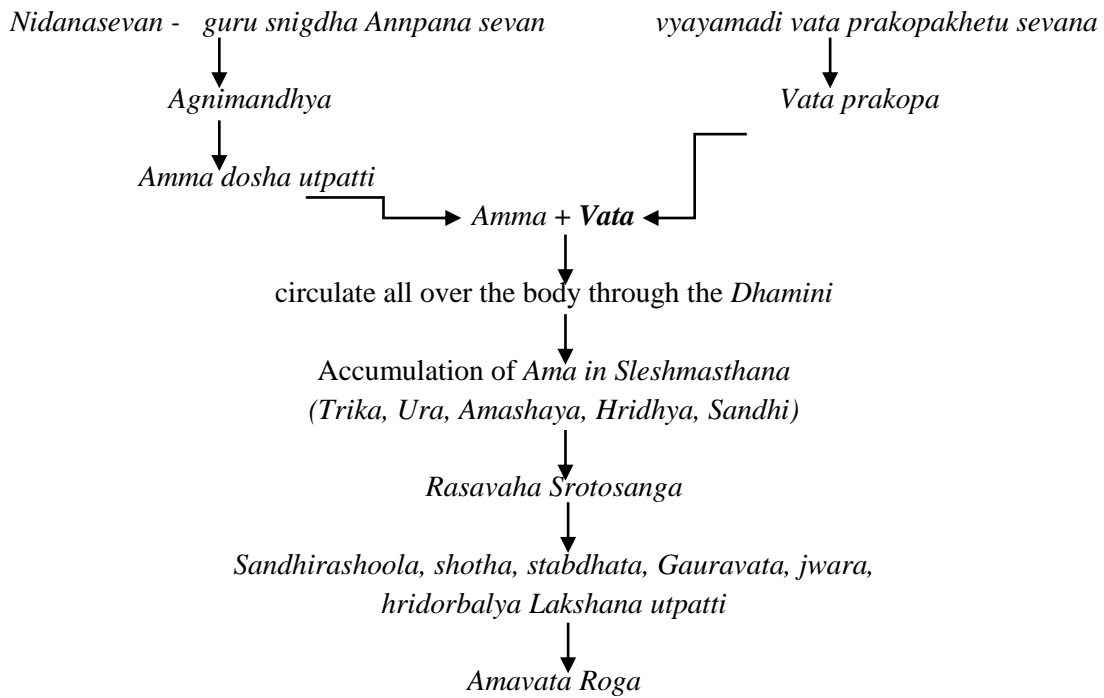 Nidanasevan - guru snigdha Annpana sevan
vyayamadi vata prakopakhetu sevana
Agnimandhya
Vata prakopa
Amma dosha utpatti
Amma + Vata
circulate all over the body through the Dhamini
Accumulation of Ama in Sleshmasthana
(Trika, Ura, Amashaya, Hridhya, Sandhi)
Rasavaha Srotosanga
Sandhirashoola, shotha, stabdhata, Gauravata, jwara,
hridorbalya Lakshana utpatti
Amavata Roga